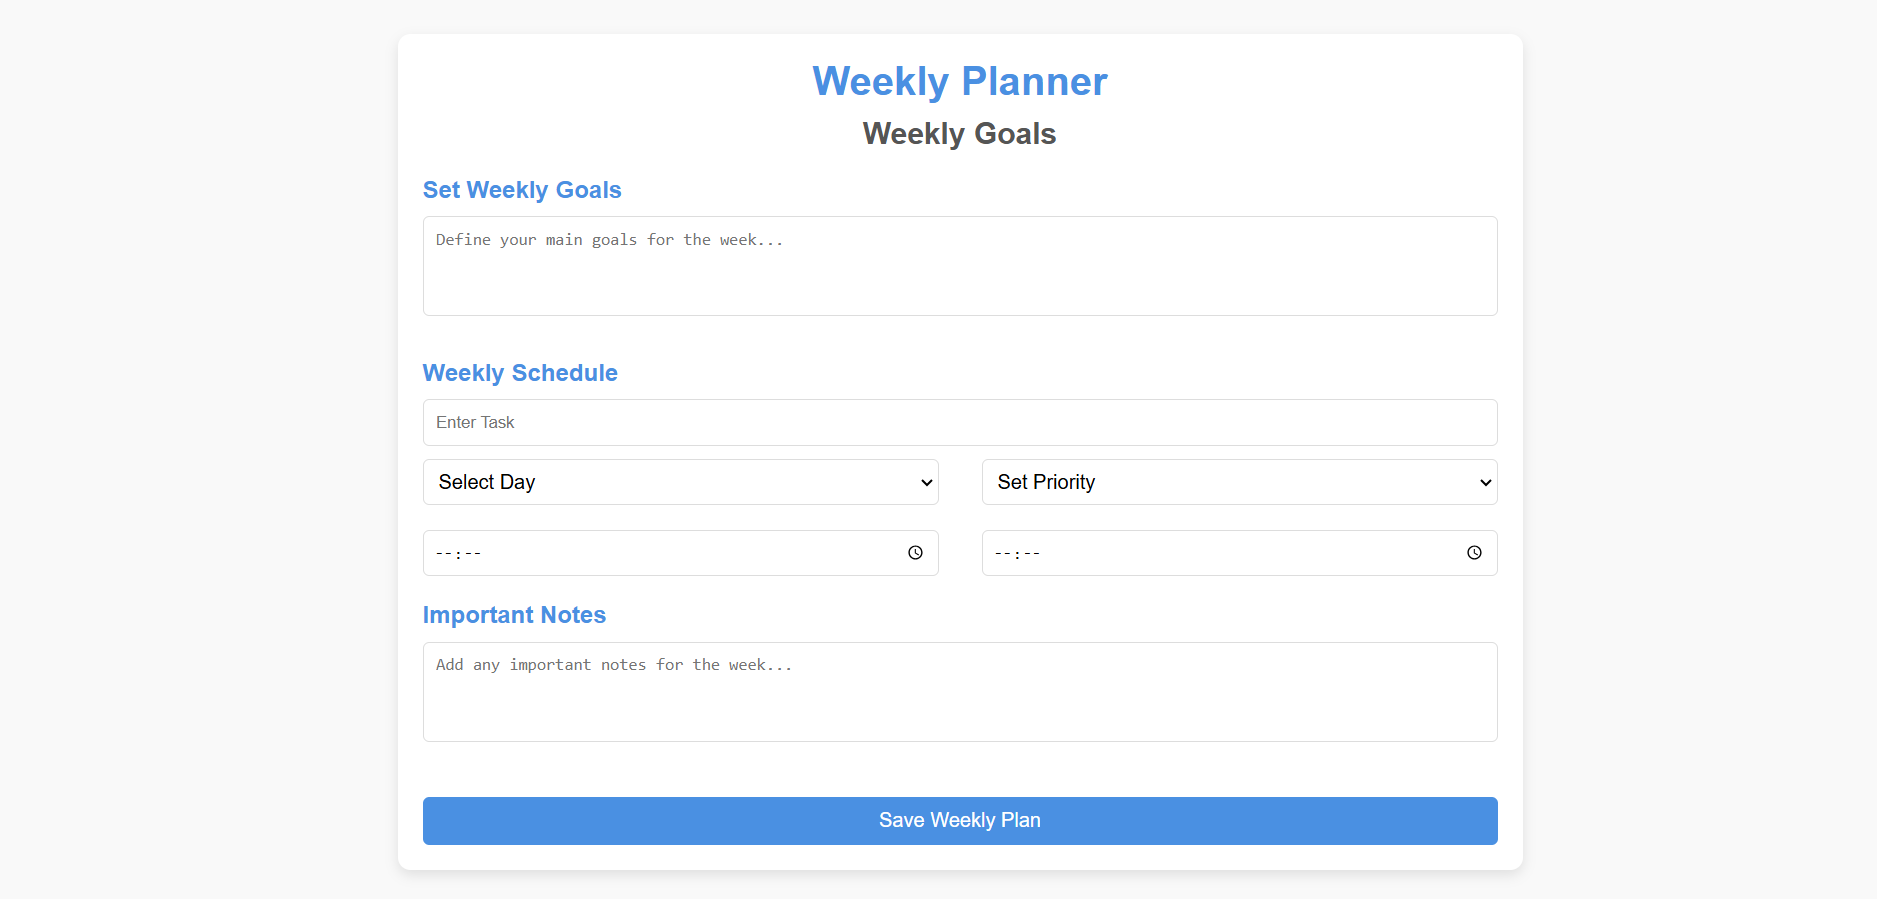 Weekly Planner
Weekly Goals
Set Weekly Goals
Define your main goals for the week...
Weekly Schedule
Enter Task
Select Day
Set Priority
--:--
--:--
Important Notes
Add any important notes for the week...
Save Weekly Plan